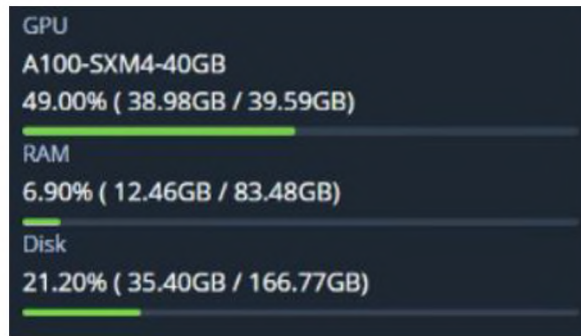 GPU
A100-SXM4-40GB
49.00% ( 38.98GB / 39.59GB)
RAM
6.90% ( 12.46GB / 83.48GB)
Disk
21.20% ( 35.40GB / 166.77GB)